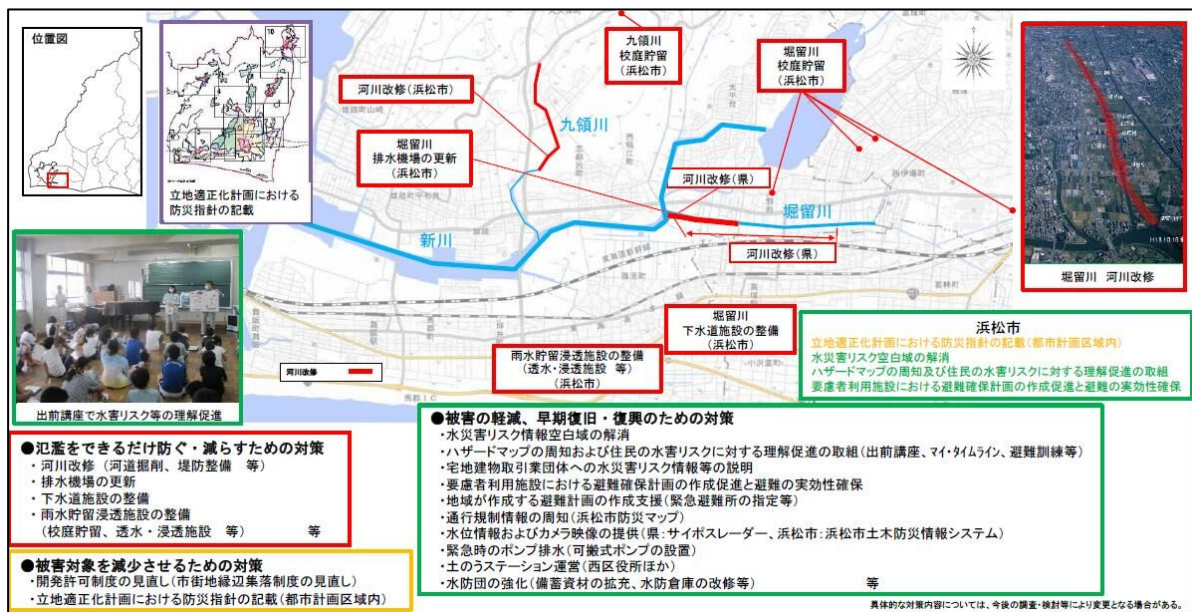 位置図
立地適正化計画における
防災指針の記載
九領川
校庭貯留
(浜松市)
堀留川
校庭貯留
(浜松市)
河川改修(浜松市)
九領川
堀留川
排水機場の更新
(浜松市)
河川改修(県)
堀留川
新川
河川改修(県)
東海道新幹線
堀留川
下水道施設の整備
(浜松市)
雨水貯留浸透施設の整備
(透水・浸透施設 等)
(浜松市)
河川改修
堀留川 河川改修
出前講座で水害リスク等の理解促進
浜松市
立地適正化計画における防災指針の記載(都市計画区域内)
水災害リスク空白域の解消
ハザードマップの周知及び住民の水害リスクに対する理解促進の取組
要慮者利用施設における避難確保計画の作成促進と避難の実効性確保
●氾濫をできるだけ防ぐ・減らすための対策
・河川改修 (河道掘削、堤防整備 等)
・排水機場の更新
・下水道施設の整備
・雨水貯留浸透施設の整備
(校庭貯留、透水・浸透施設 等) 等
●被害対象を減少させるための対策
・開発許可制度の見直し(市街地縁辺集落制度の見直し)
・立地適正化計画における防災指針の記載(都市計画区域内)
●被害の軽減、早期復旧・復興のための対策
・水災害リスク情報空白域の解消
・ハザードマップの周知および住民の水害リスクに対する理解促進の取組(出前講座、マイ・タイムライン、避難訓練等)
・宅地建物取引業団体への水災害リスク情報等の説明
・要慮者利用施設における避難確保計画の作成促進と避難の実効性確保
・地域が作成する避難計画の作成支援(緊急避難所の指定等)
・通行規制情報の周知(浜松市防災マップ)
・水位情報およびカメラ映像の提供(県:サイポスレーダー、浜松市:浜松市土木防災情報システム)
・緊急時のポンプ排水(可搬式ポンプの設置)
・土のうステーション運営(西区役所ほか)
・水防団の強化(備蓄資材の拡充、水防倉庫の改修等) 等
具体的な対策内容については、今後の調査・検討等により変更となる場合がある。